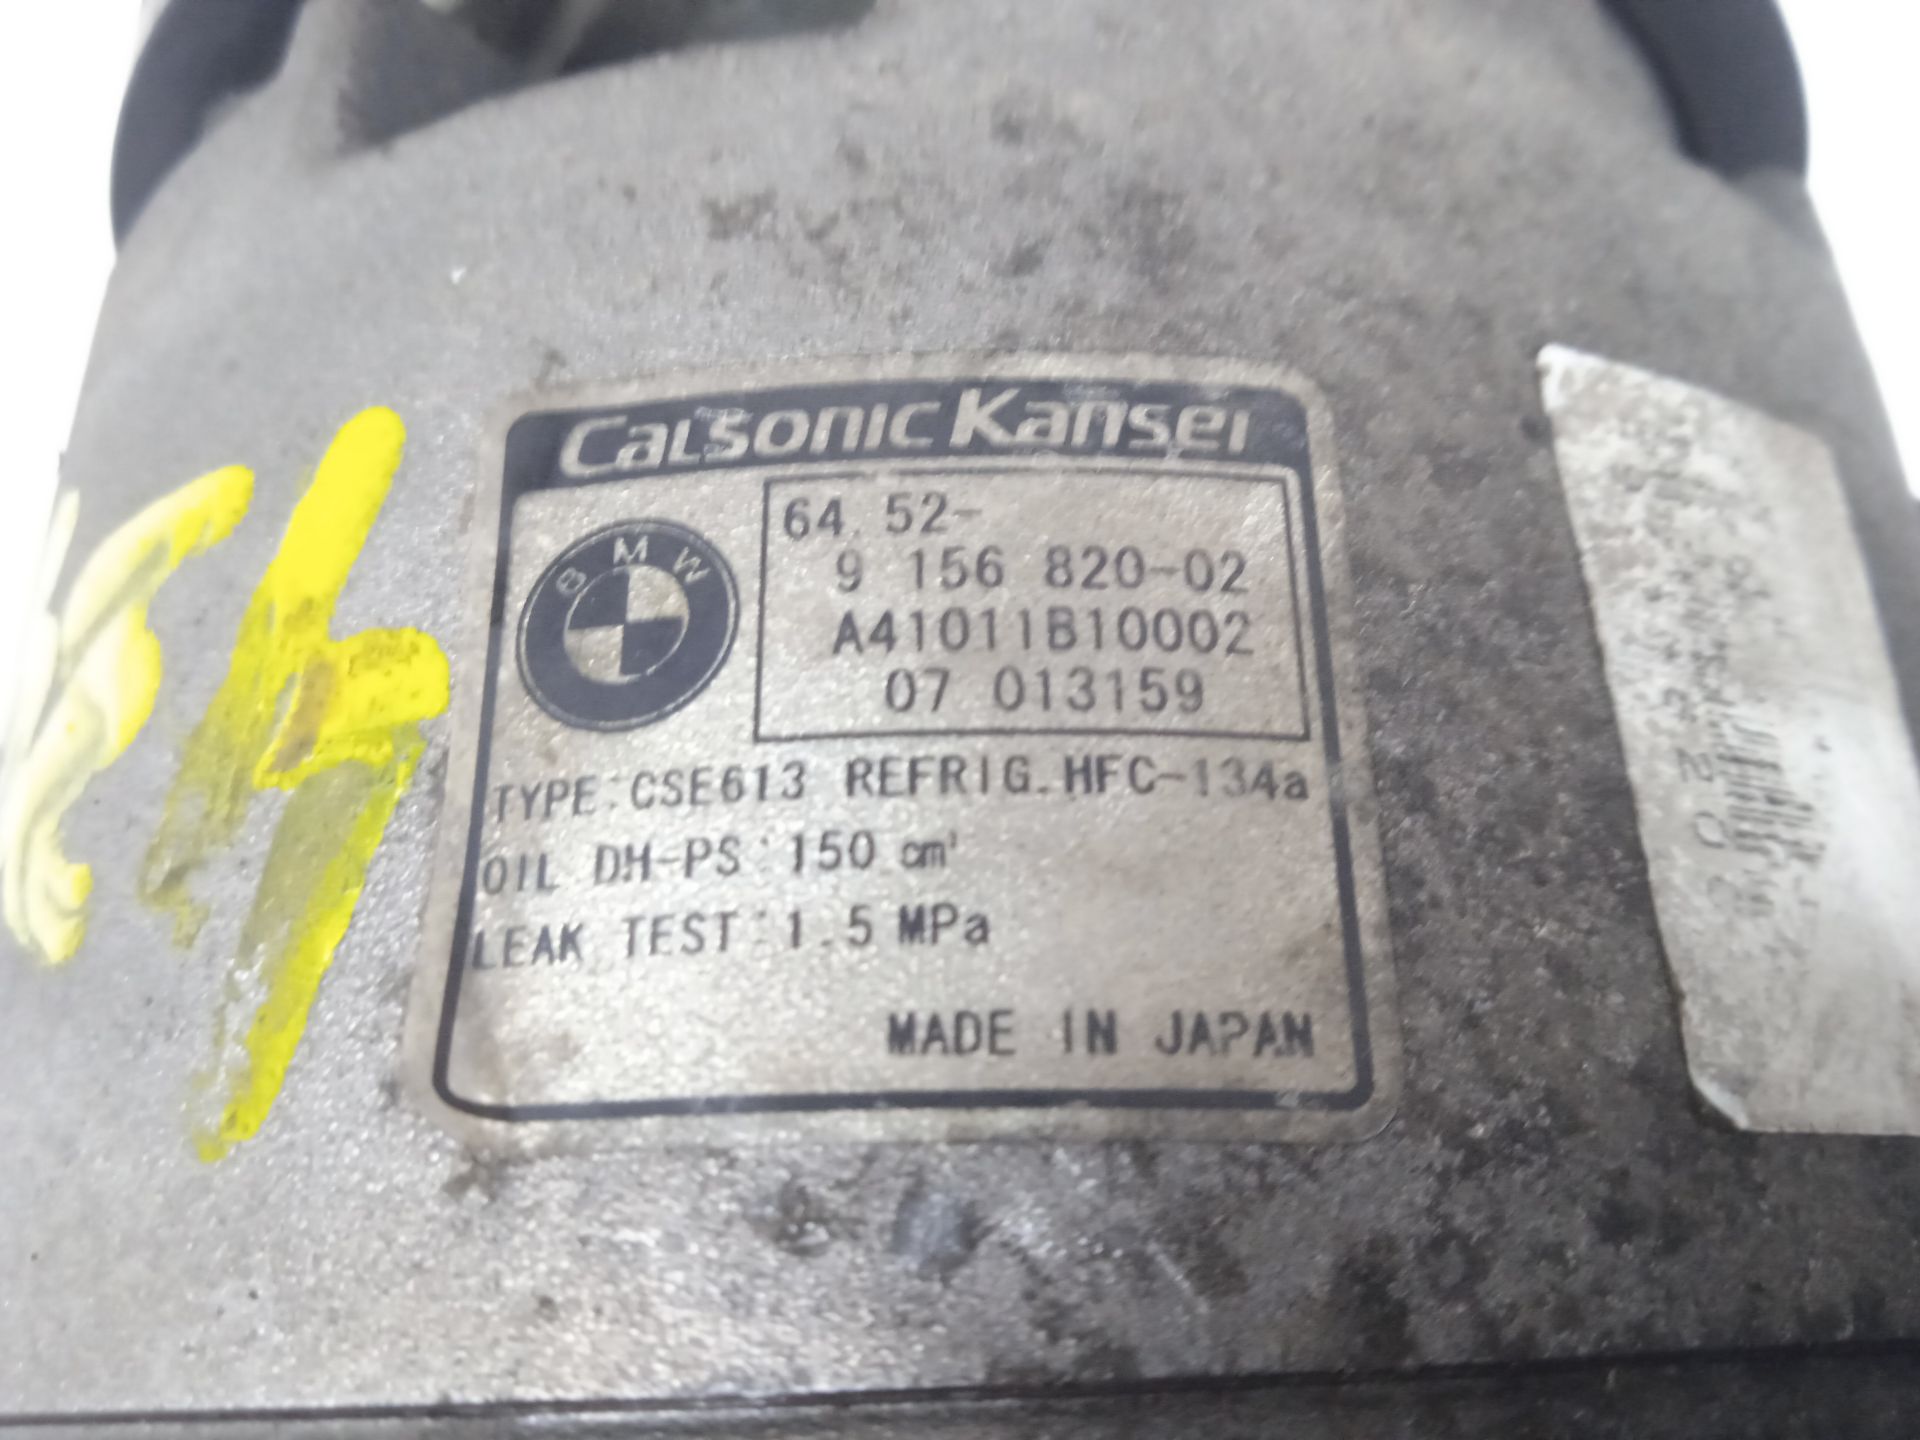 Calsonic Kansei
BMW
64.52-
9 156 820-02
A41011B10002
07 013159
TYPE:CSE613 REFRIG.HFC-134a
OIL DH-PS:150 cm³
LEAK TEST:1.5 MPa
MADE IN JAPAN